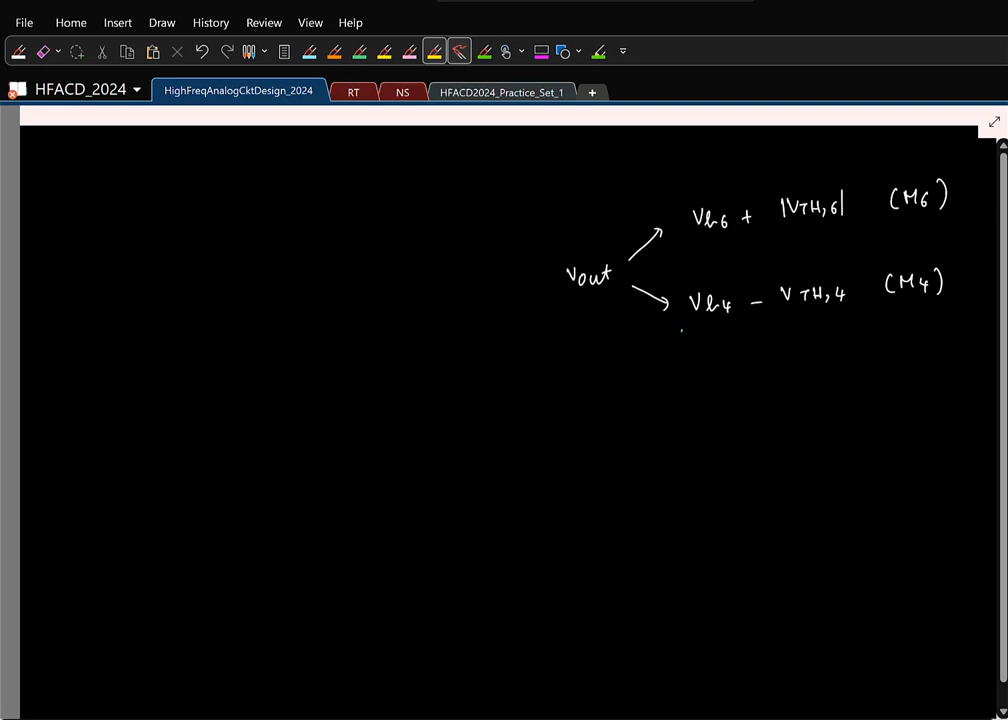 File Home Insert Draw History Review View Help
HFACD_2024 HighFreqAnalogCktDesign_2024 RT NS HFACD2024_Practice_Set_1 +
Vb6 + |VTH,6| (M6)
Vout
Vb4 - VTH,4 (M4)